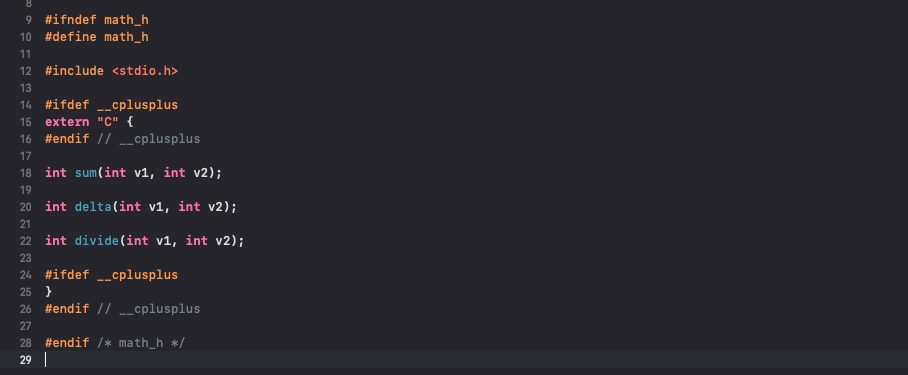 8
9 #ifndef math_h
10 #define math_h
11
12 #include <stdio.h>
13
14 #ifdef __cplusplus
15 extern "C" {
16 #endif // __cplusplus
17
18 int sum(int v1, int v2);
19
20 int delta(int v1, int v2);
21
22 int divide(int v1, int v2);
23
24 #ifdef __cplusplus
25 }
26 #endif // __cplusplus
27
28 #endif /* math_h */
29